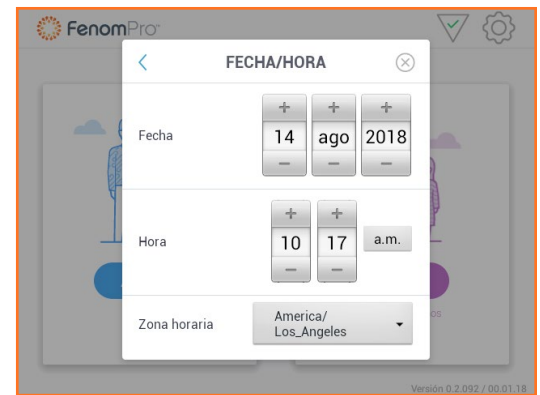 FenomPro™
FECHA/HORA
+ + +
Fecha 14 ago 2018
− − −
+ +
Hora 10 17 a.m.
− −
Zona horaria America/
Los_Angeles
os
Versión 0.2.092 / 00.01.18